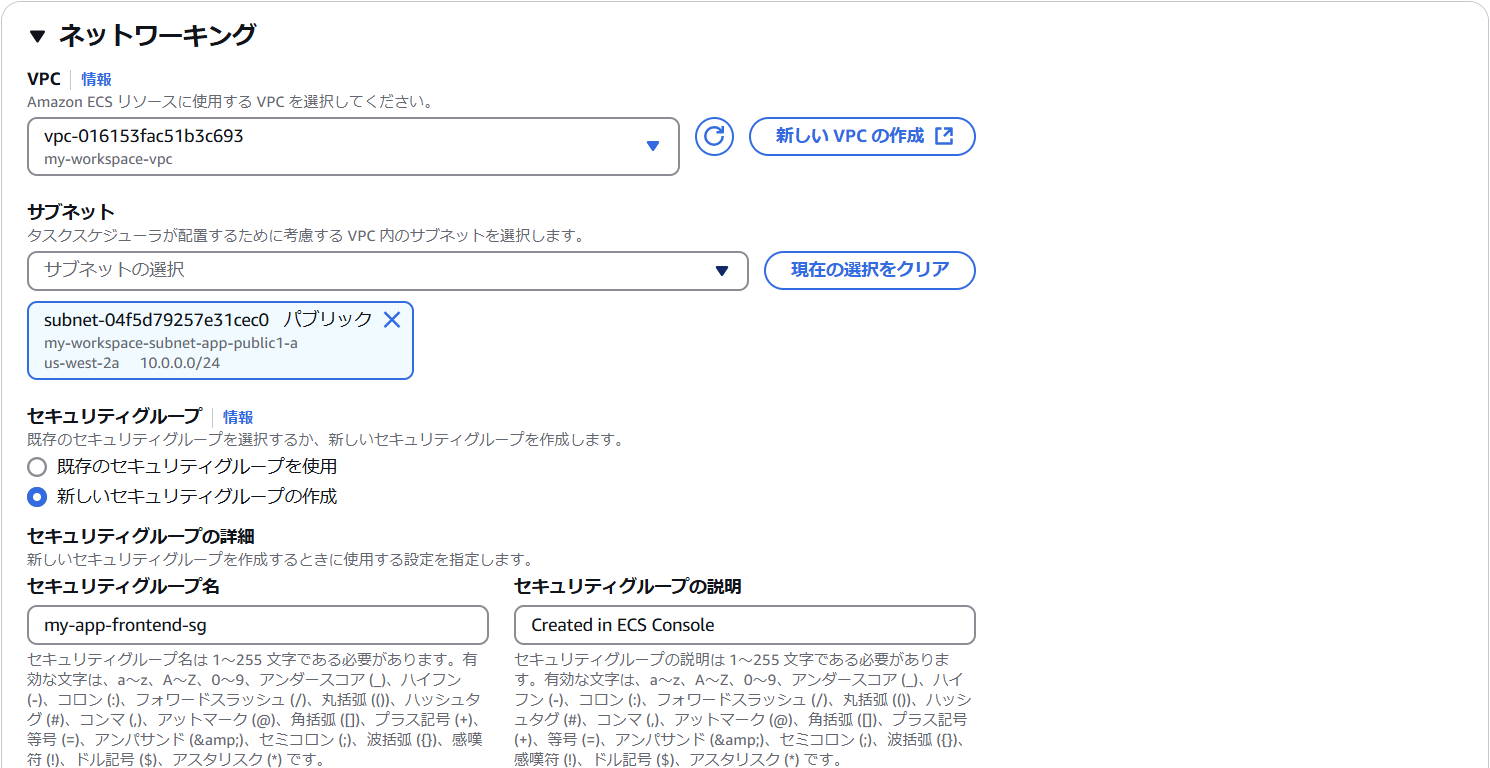 ▼ ネットワーキング
VPC 情報
Amazon ECS リソースに使用する VPC を選択してください。
vpc-016153fac51b3c693
my-workspace-vpc
新しい VPC の作成
サブネット
タスクスケジューラが配置するために考慮する VPC 内のサブネットを選択します。
サブネットの選択
現在の選択をクリア
subnet-04f5d79257e31cec0 パブリック
my-workspace-subnet-app-public1-a
us-west-2a 10.0.0.0/24
セキュリティグループ 情報
既存のセキュリティグループを選択するか、新しいセキュリティグループを作成します。
既存のセキュリティグループを使用
新しいセキュリティグループの作成
セキュリティグループの詳細
新しいセキュリティグループを作成するときに使用する設定を指定します。
セキュリティグループ名
my-app-frontend-sg
セキュリティグループ名は 1～255 文字である必要があります。有
効な文字は、a～z、A～Z、0～9、アンダースコア (_)、ハイフン
(-)、コロン (:)、フォワードスラッシュ (/)、丸括弧 (())、ハッシュタ
グ (#)、コンマ (,)、アットマーク (@)、角括弧 ([])、プラス記号 (+)、
等号 (=)、アンパサンド (&amp;)、セミコロン (;)、波括弧 ({})、感嘆
符 (!)、ドル記号 ($)、アスタリスク (*) です。
セキュリティグループの説明
Created in ECS Console
セキュリティグループの説明は 1～255 文字である必要がありま
す。有効な文字は、a～z、A～Z、0～9、アンダースコア (_)、ハイ
フン (-)、コロン (:)、フォワードスラッシュ (/)、丸括弧 (())、ハッシ
ュタグ (#)、コンマ (,)、アットマーク (@)、角括弧 ([])、プラス記号
(+)、等号 (=)、アンパサンド (&amp;)、セミコロン (;)、波括弧 ({})、
感嘆符 (!)、ドル記号 ($)、アスタリスク (*) です。